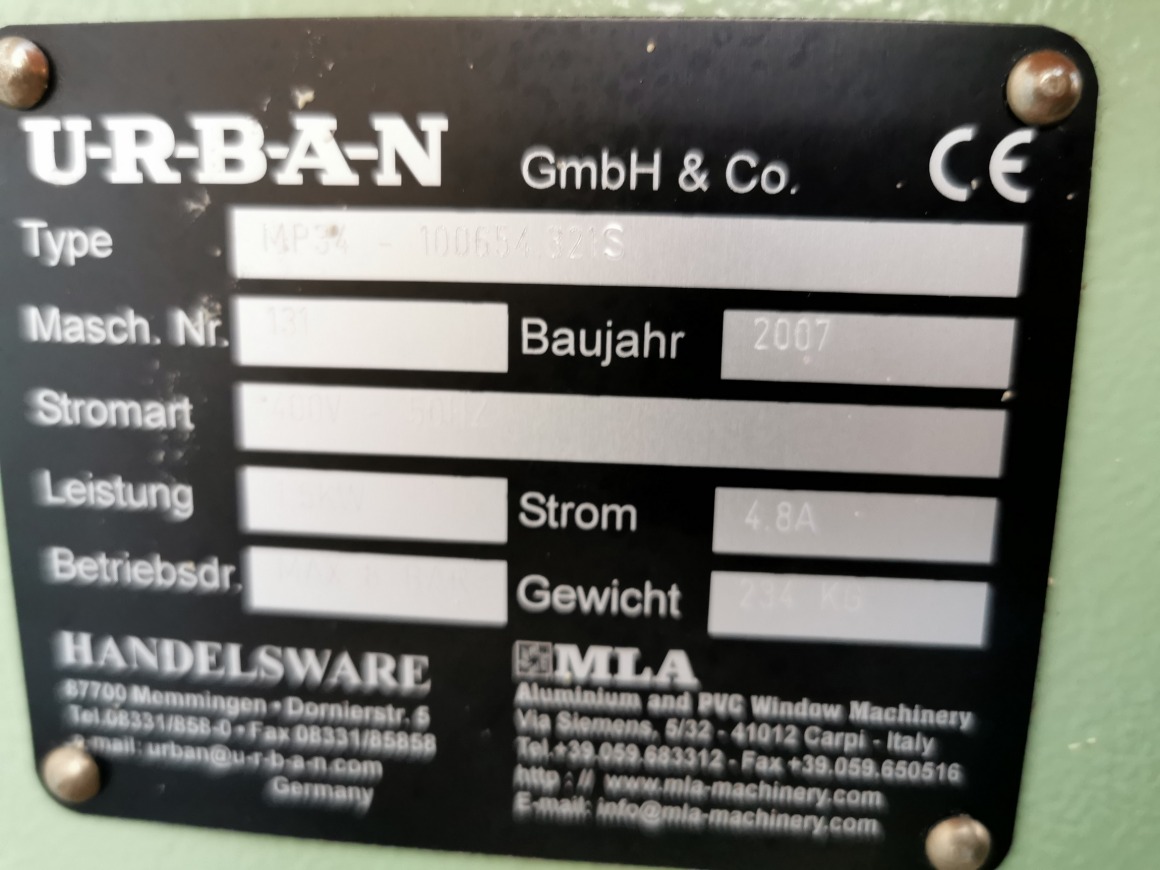 U-R-B-A-N GmbH & Co. CE
Type MP34 - 100654.321S
Masch. Nr. 131 Baujahr 2007
Stromart 400V 50HZ
Leistung Strom 4.8A
Betriebsdr. MAX 8 BAR Gewicht 234 KG
HANDELSWARE
87700 Memmingen • Dornierstr. 5
Tel.08331/858-0 • Fax 08331/85858
e-mail: urban@u-r-b-a-n.com
Germany
MLA
Aluminium and PVC Window Machinery
Via Siemens, 5/32 - 41012 Carpi - Italy
Tel.+39.059.683312 - Fax +39.059.650516
http : // www.mla-machinery.com
E-mail: info@mla-machinery.com